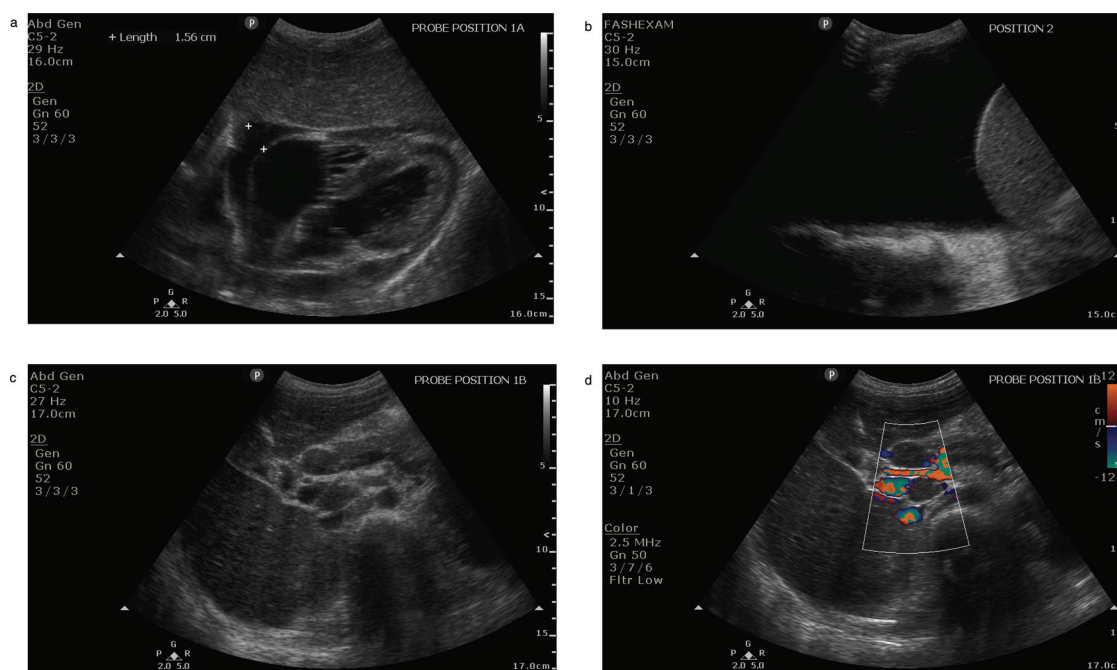 a
Abd Gen
C5-2
29 Hz
16.0cm
2D
Gen
Gn 60
52
3/3/3
+ Length 1.56 cm
P
PROBE POSITION 1A
5
10
15
G
P R
2.0 5.0
16.0cm
b
FASHEXAM
C5-2
30 Hz
15.0cm
2D
Gen
Gn 60
52
3/3/3
P
POSITION 2
G
P R
2.0 5.0
15.0c
c
Abd Gen
C5-2
27 Hz
17.0cm
2D
Gen
Gn 60
52
3/3/3
P
PROBE POSITION 1B
5
10
15
G
P R
2.0 5.0
17.0cm
d
Abd Gen
C5-2
10 Hz
17.0cm
2D
Gen
Gn 60
52
3/1/3
Color
2.5 MHz
Gn 50
3/7/6
Fltr Low
P
PROBE POSITION 1B
12
c
m
/
s
-12
G
P R
2.0 5.0
17.0c